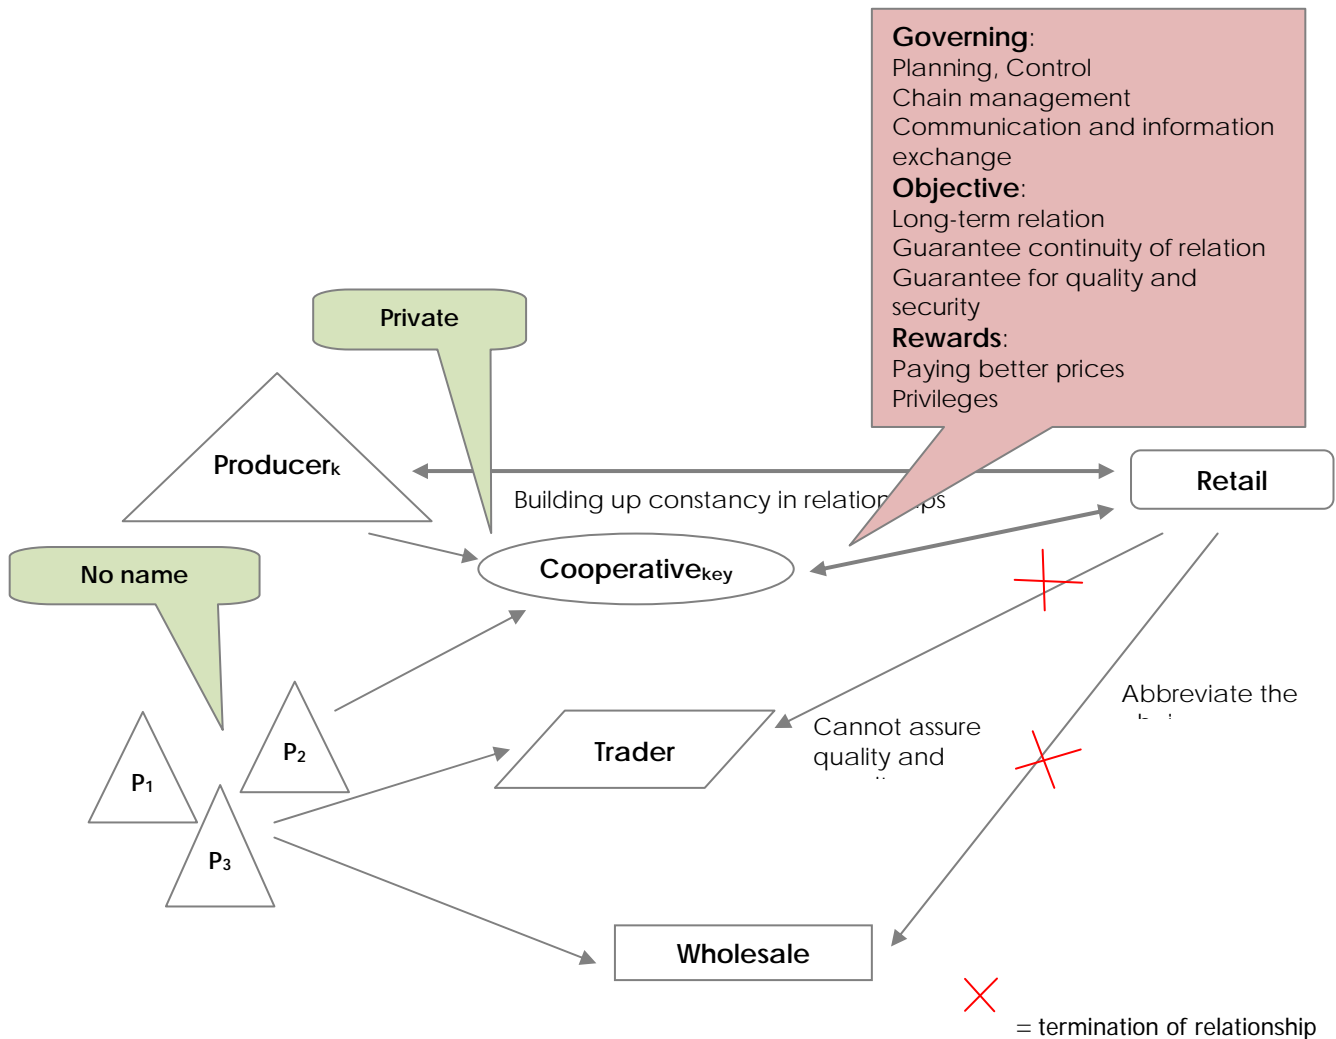 Governing:
Planning, Control
Chain management
Communication and information
exchange
Objective:
Long-term relation
Guarantee continuity of relation
Guarantee for quality and
security
Rewards:
Paying better prices
Privileges
Private
Producerk
Retail
Building up constancy in
Cooperativekey
No name
Abbreviate the
Cannot assure
quality and
Trader
P1
P2
P3
Wholesale
= termination of relationship